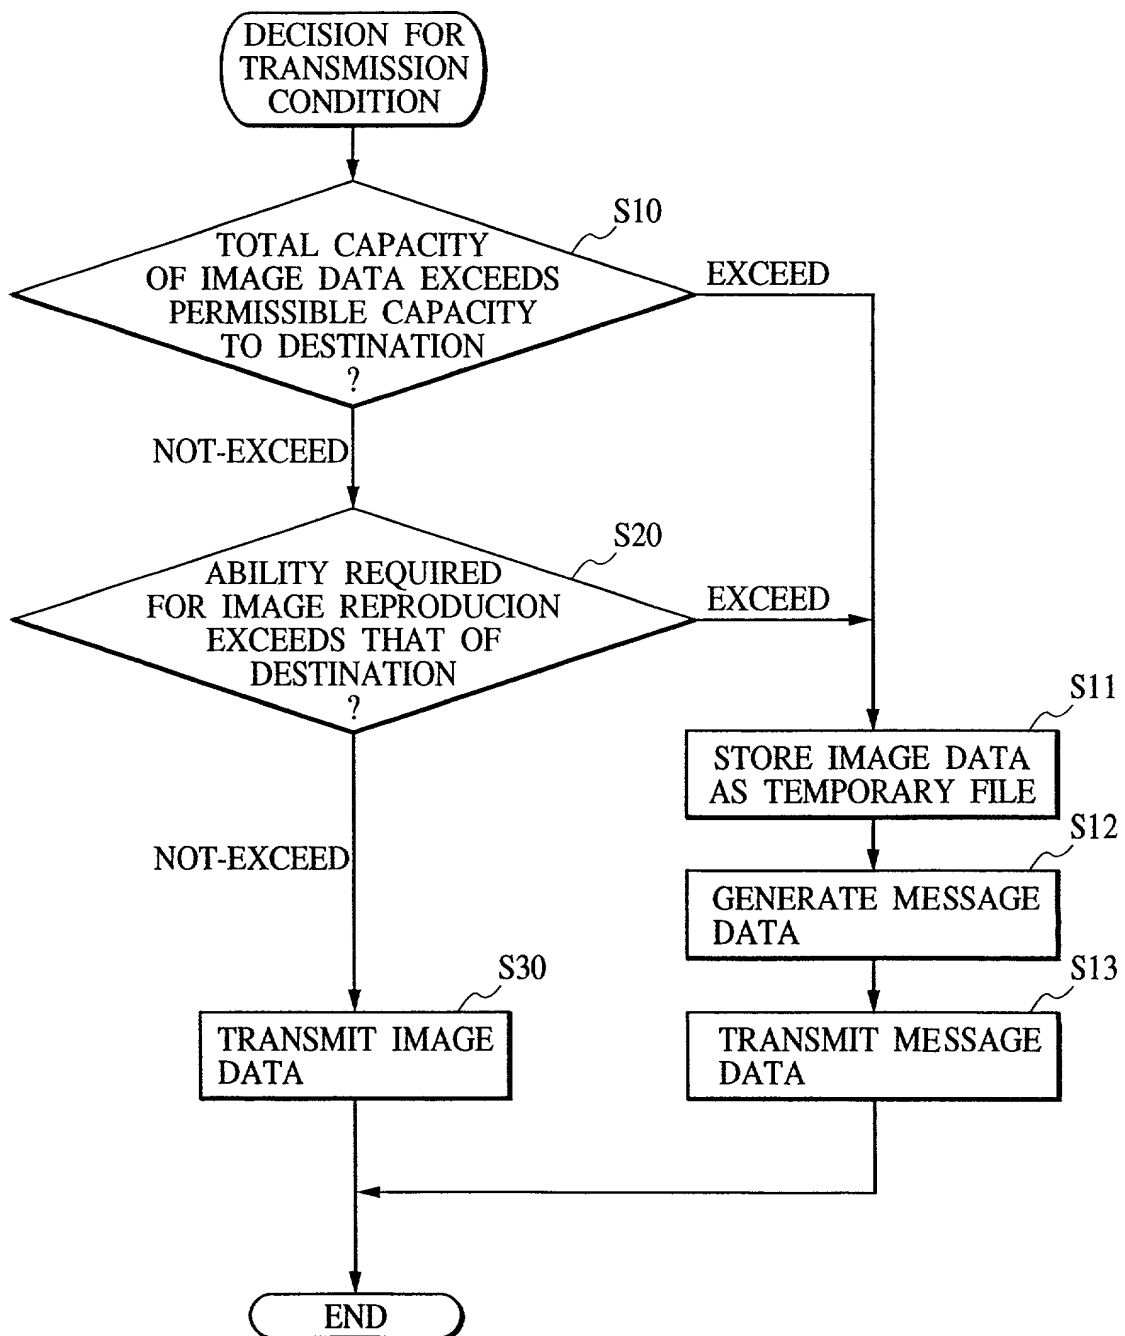 DECISION FOR
TRANSMISSION
CONDITION
S10
TOTAL CAPACITY
OF IMAGE DATA EXCEEDS
PERMISSIBLE CAPACITY
TO DESTINATION
?
EXCEED
NOT-EXCEED
S20
ABILITY REQUIRED
FOR IMAGE REPRODUCION
EXCEEDS THAT OF
DESTINATION
?
EXCEED
S11
STORE IMAGE DATA
AS TEMPORARY FILE
S12
NOT-EXCEED
GENERATE MESSAGE
DATA
S30
TRANSMIT IMAGE
DATA
S13
TRANSMIT MESSAGE
DATA
END